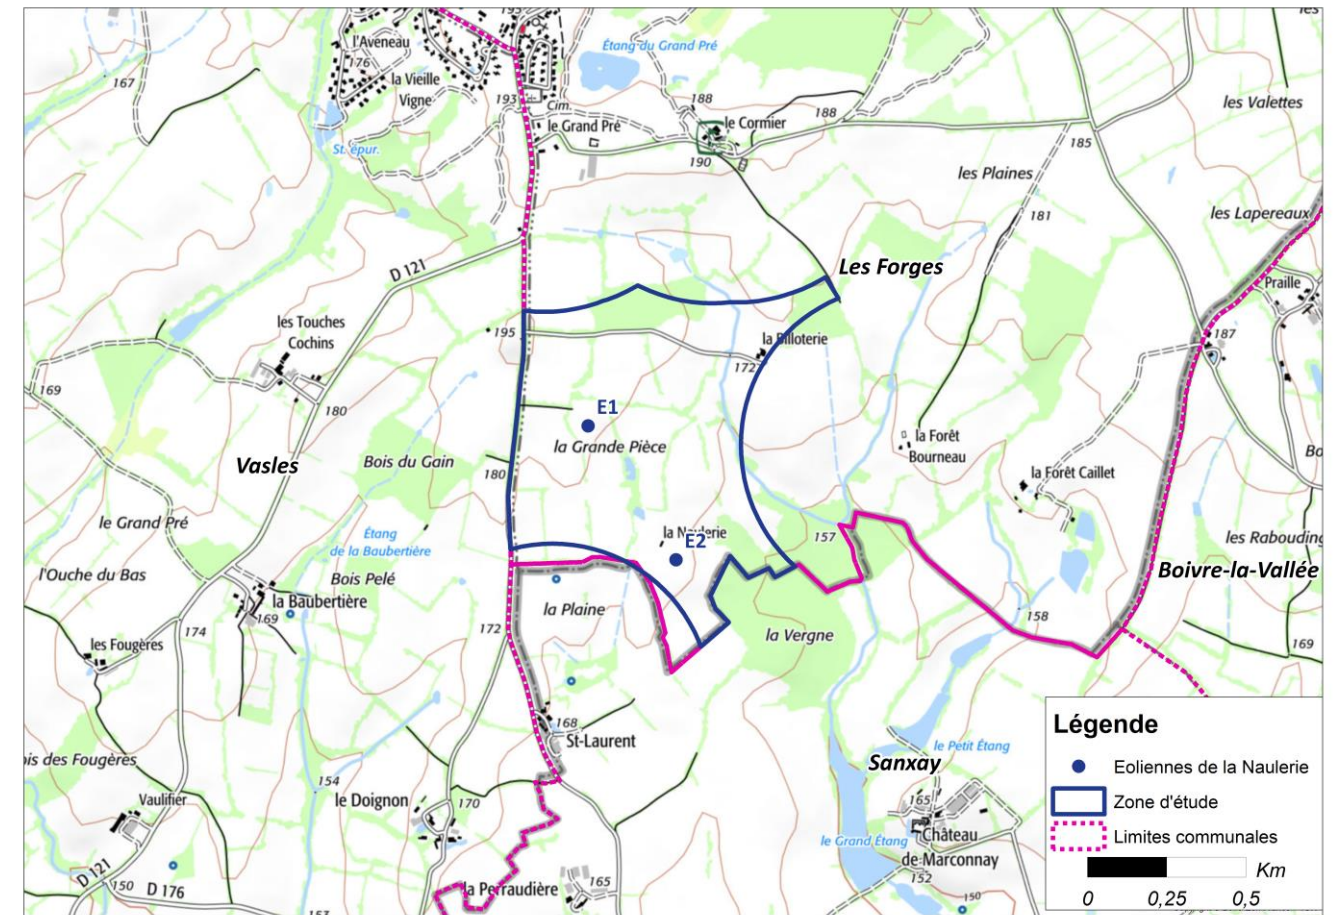 195
les
l'Aveneau
176
Étang du Grand Pré
167
la Vieille
Vigne
193
Cim.
188
le Cormier
188
les Valettes
St. épur.
le Grand Pré
190
185
les Plaines
181
les Lapereaux
D 121
Les Forges
Praille
les Touches
Cochins
195
la Billoterie
187
172
169
180
E1
la Grande Pièce
la Forêt
Bourneau
Vasles
Bois du Gain
180
la Forêt Caillet
le Grand Pré
Étang
de la Baubertière
la Naulerie
E2
157
les Rabouding
Boivre-la-Vallée
l'Ouche du Bas
Bois Pelé
la Baubertière
169
la Plaine
158
174
172
la Vergne
les Fougères
169
168
St-Laurent
Légende
Eoliennes de la Naulerie
Zone d'étude
Limites communales
Km
0 0,25 0,5
le Petit Étang
Sanxay
is des Fougères
154
Vaulifier
le Doignon
170
165
le Grand Étang
Château
de Marconnay
152
D 121
150
D 176
la Perraudière
165
150